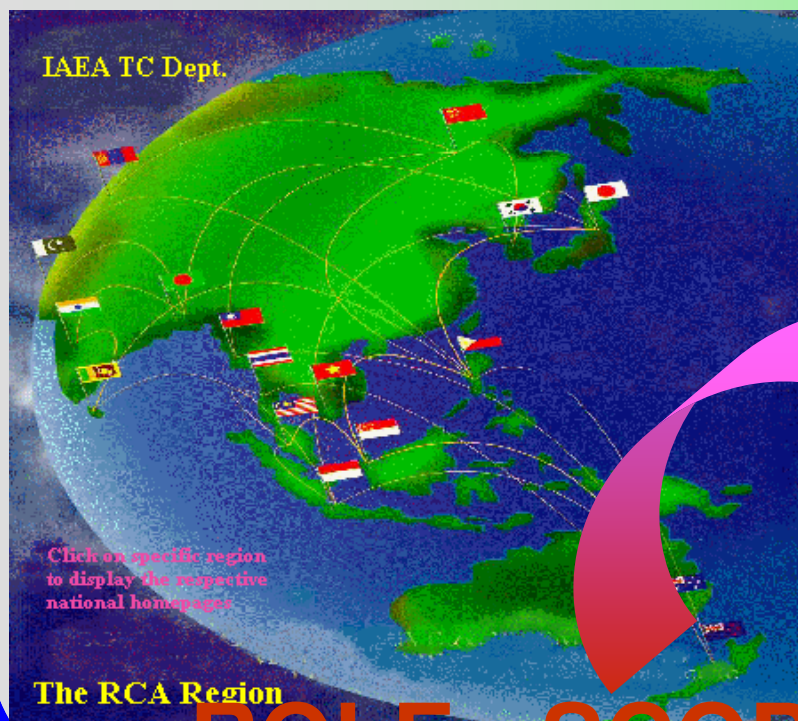 IAEA TC Dept.
Click on specific region
to display the respective
national homepages
The RCA Region